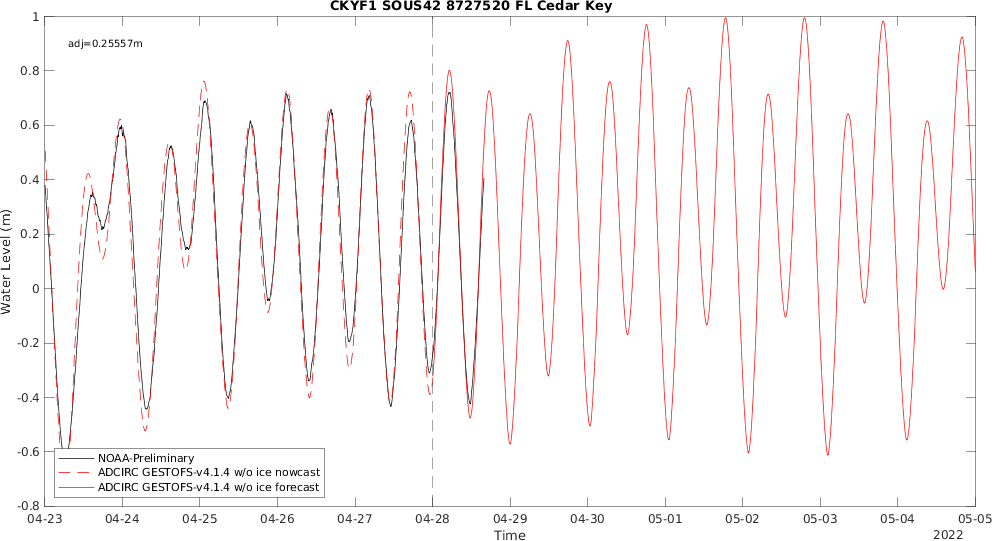 CKYF1 SOUS42 8727520 FL Cedar Key
adj=0.25557m
Water Level (m)
1
0.8
0.6
0.4
0.2
0
-0.2
-0.4
-0.6
-0.8
NOAA-Preliminary
ADCIRC GESTOFS-v4.1.4 w/o ice nowcast
ADCIRC GESTOFS-v4.1.4 w/o ice forecast
04-23 04-24 04-25 04-26 04-27 04-28 04-29 04-30 05-01 05-02 05-03 05-04 05-05
Time
2022